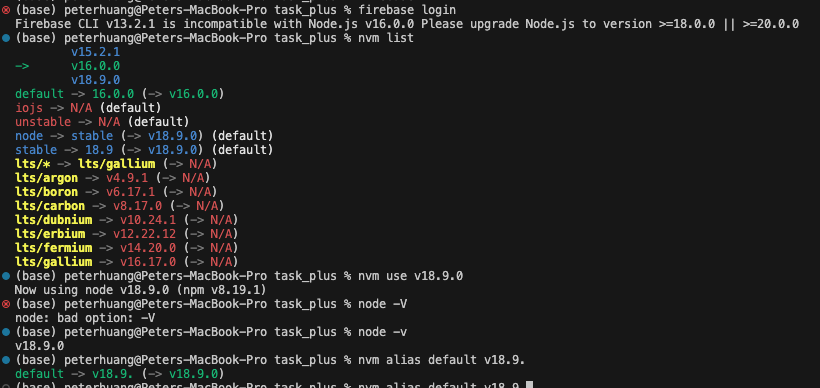 (base) peterhuang@Peters-MacBook-Pro task_plus % firebase login
Firebase CLI v13.2.1 is incompatible with Node.js v16.0.0 Please upgrade Node.js to version >=18.0.0 || >=20.0.0
(base) peterhuang@Peters-MacBook-Pro task_plus % nvm list
v15.2.1
-> v16.0.0
v18.9.0
default -> 16.0.0 (-> v16.0.0)
iojs -> N/A (default)
unstable -> N/A (default)
node -> stable (-> v18.9.0) (default)
stable -> 18.9 (-> v18.9.0) (default)
lts/* -> lts/gallium (-> N/A)
lts/argon -> v4.9.1 (-> N/A)
lts/boron -> v6.17.1 (-> N/A)
lts/carbon -> v8.17.0 (-> N/A)
lts/dubnium -> v10.24.1 (-> N/A)
lts/erbium -> v12.22.12 (-> N/A)
lts/fermium -> v14.20.0 (-> N/A)
lts/gallium -> v16.17.0 (-> N/A)
(base) peterhuang@Peters-MacBook-Pro task_plus % nvm use v18.9.0
Now using node v18.9.0 (npm v8.19.1)
(base) peterhuang@Peters-MacBook-Pro task_plus % node -V
node: bad option: -V
(base) peterhuang@Peters-MacBook-Pro task_plus % node -v
v18.9.0
(base) peterhuang@Peters-MacBook-Pro task_plus % nvm alias default v18.9.
default -> v18.9. (-> v18.9.0)
(base) peterhuang@Peters-MacBook-Pro task_plus % nvm alias default v18.9